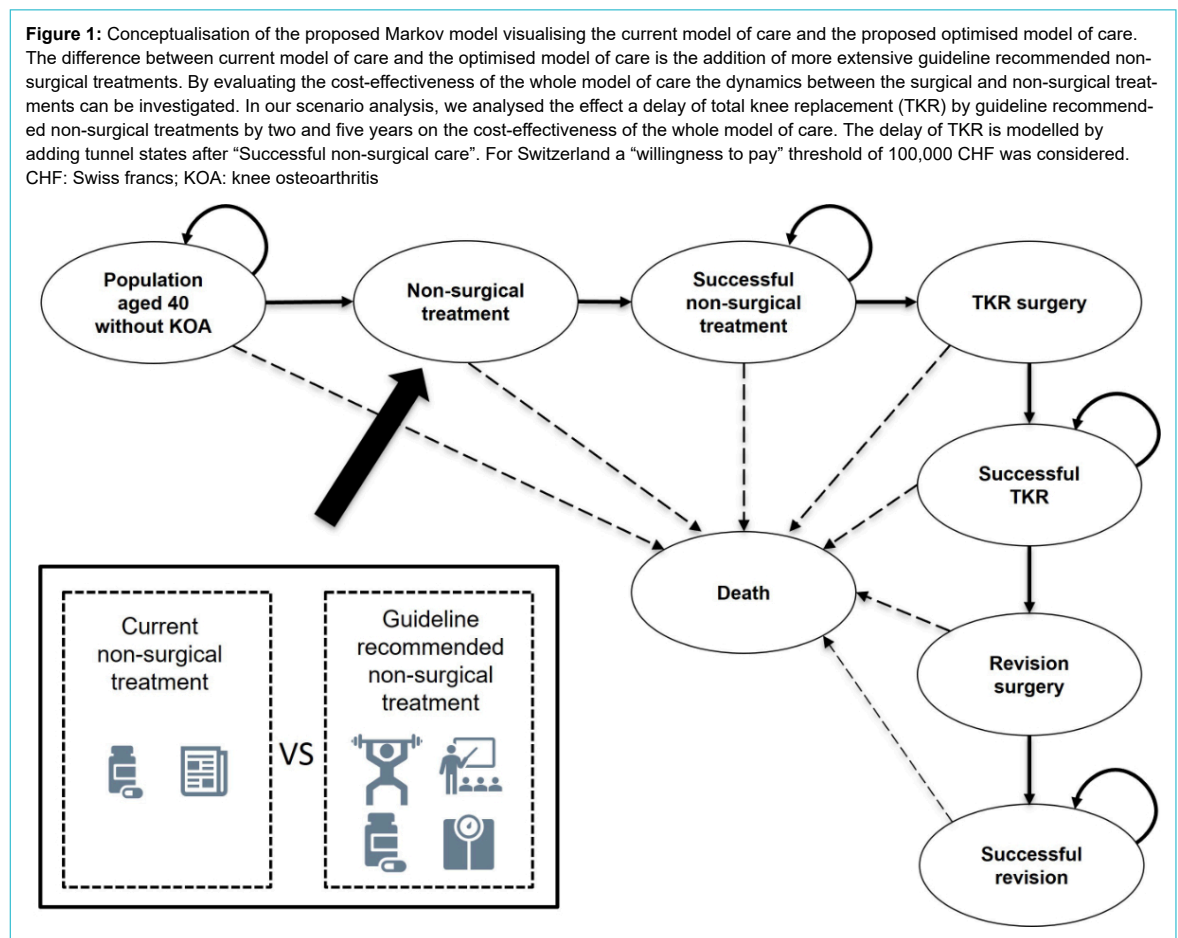 Figure 1: Conceptualisation of the proposed Markov model visualising the current model of care and the proposed optimised model of care.
The difference between current model of care and the optimised model of care is the addition of more extensive guideline recommended non-
surgical treatments. By evaluating the cost-effectiveness of the whole model of care the dynamics between the surgical and non-surgical treat-
ments can be investigated. In our scenario analysis, we analysed the effect a delay of total knee replacement (TKR) by guideline recommend-
ed non-surgical treatments by two and five years on the cost-effectiveness of the whole model of care. The delay of TKR is modelled by
adding tunnel states after “Successful non-surgical care”. For Switzerland a “willingness to pay” threshold of 100,000 CHF was considered.
CHF: Swiss francs; KOA: knee osteoarthritis
Population
aged 40
without KOA
Non-surgical
treatment
Successful
non-surgical
treatment
TKR surgery
Successful
TKR
Death
Revision
surgery
Successful
revision
Current
non-surgical
treatment
VS
Guideline
recommended
non-surgical
treatment